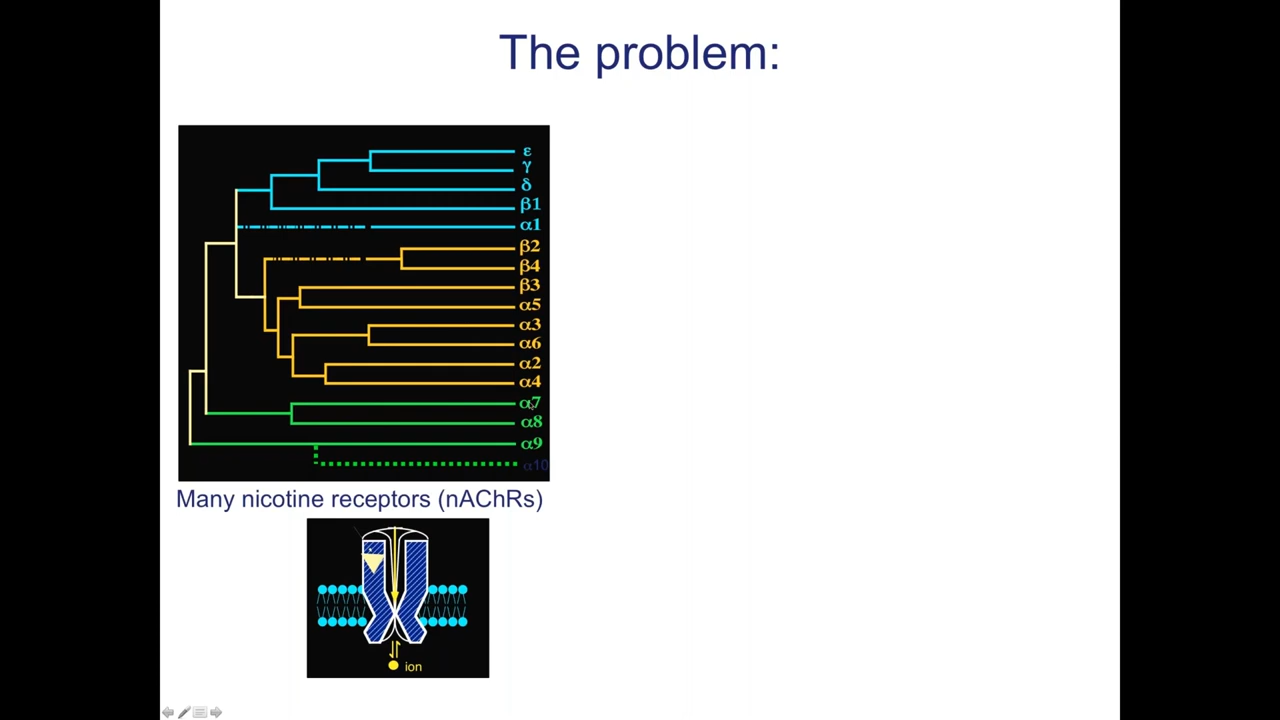 The problem:
ε
γ
δ
β1
α1
β2
β4
β3
α5
α3
α6
α2
α4
α7
α8
α9
α10
Many nicotine receptors (nAChRs)
ion